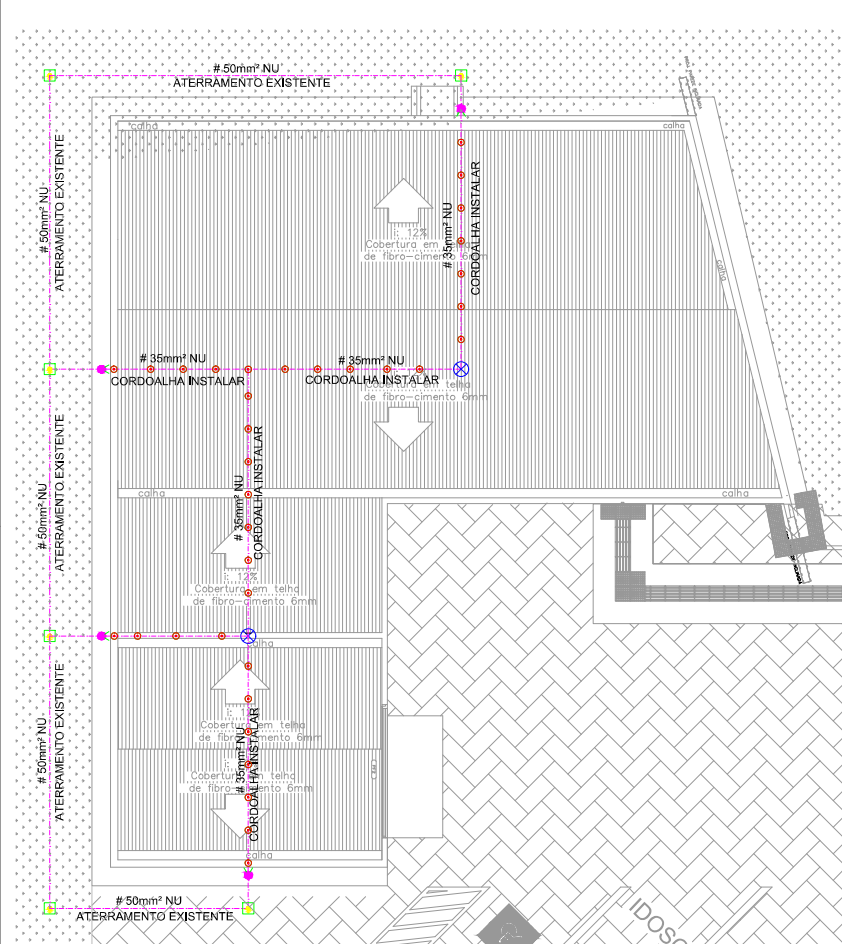 # 50mm² NU
ATERRAMENTO EXISTENTE
calha
calha
# 50mm² NU
ATERRAMENTO EXISTENTE
# 35mm² NU
CORDOALHA INSTALAR
i: 12%
Cobertura em telha
de fibro-cimento 6mm
calha
# 35mm² NU
CORDOALHA INSTALAR
# 35mm² NU
CORDOALHA INSTALAR
Cobertura em telha
de fibro-cimento 6mm
# 50mm² NU
ATERRAMENTO EXISTENTE
# 35mm² NU
CORDOALHA INSTALAR
calha
calha
i: 12%
Cobertura em telha
de fibro-cimento 6mm
calha
# 50mm² NU
ATERRAMENTO EXISTENTE
Cobertura em telha
de fibro-cimento 6mm
# 35mm² NU
CORDOALHA INSTALAR
Cobertura em telha
de fibro-cimento 6mm
calha
# 50mm² NU
ATERRAMENTO EXISTENTE